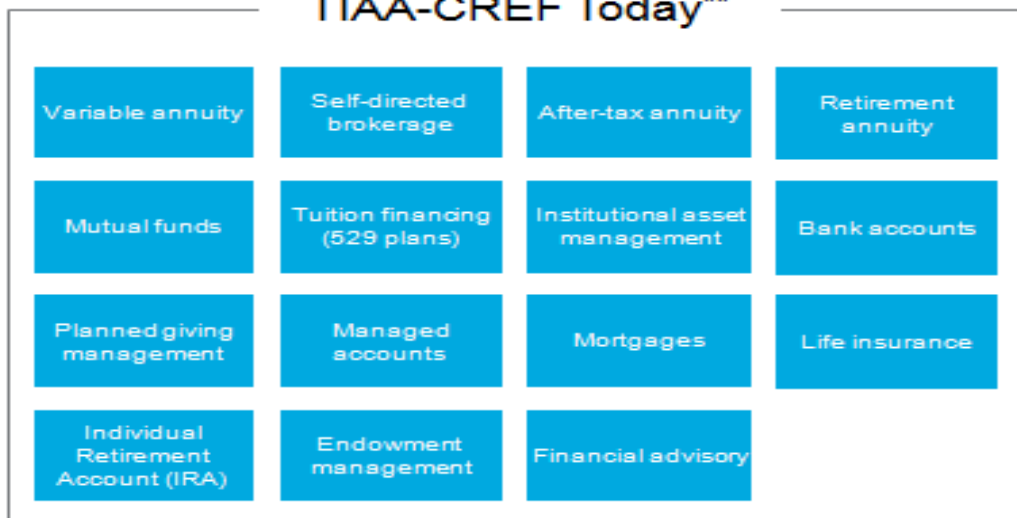 TIAA-CREF Today
Variable annuity
Self-directed
brokerage
After-tax annuity
Retirement
annuity
Mutual funds
Tuition financing
(529 plans)
Institutional asset
management
Bank accounts
Planned giving
management
Managed
accounts
Mortgages
Life insurance
Individual
Retirement
Account (IRA)
Endowment
management
Financial advisory